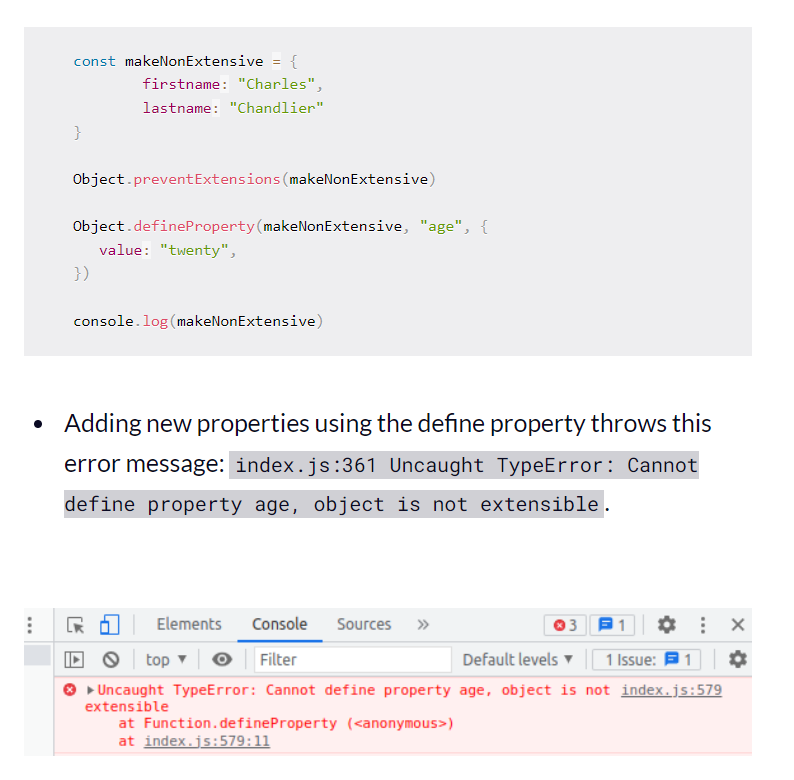 const makeNonExtensive = {
firstname: "Charles",
lastname: "Chandlier"
}
Object.preventExtensions(makeNonExtensive)
Object.defineProperty(makeNonExtensive, "age", {
value: "twenty",
})
console.log(makeNonExtensive)
• Adding new properties using the define property throws this
error message: index.js:361 Uncaught TypeError: Cannot
define property age, object is not extensible.
Elements Console Sources » 3 1
top ▼ Filter Default levels ▼ 1 Issue: 1
▶Uncaught TypeError: Cannot define property age, object is not index.js:579
extensible
at Function.defineProperty (<anonymous>)
at index.js:579:11